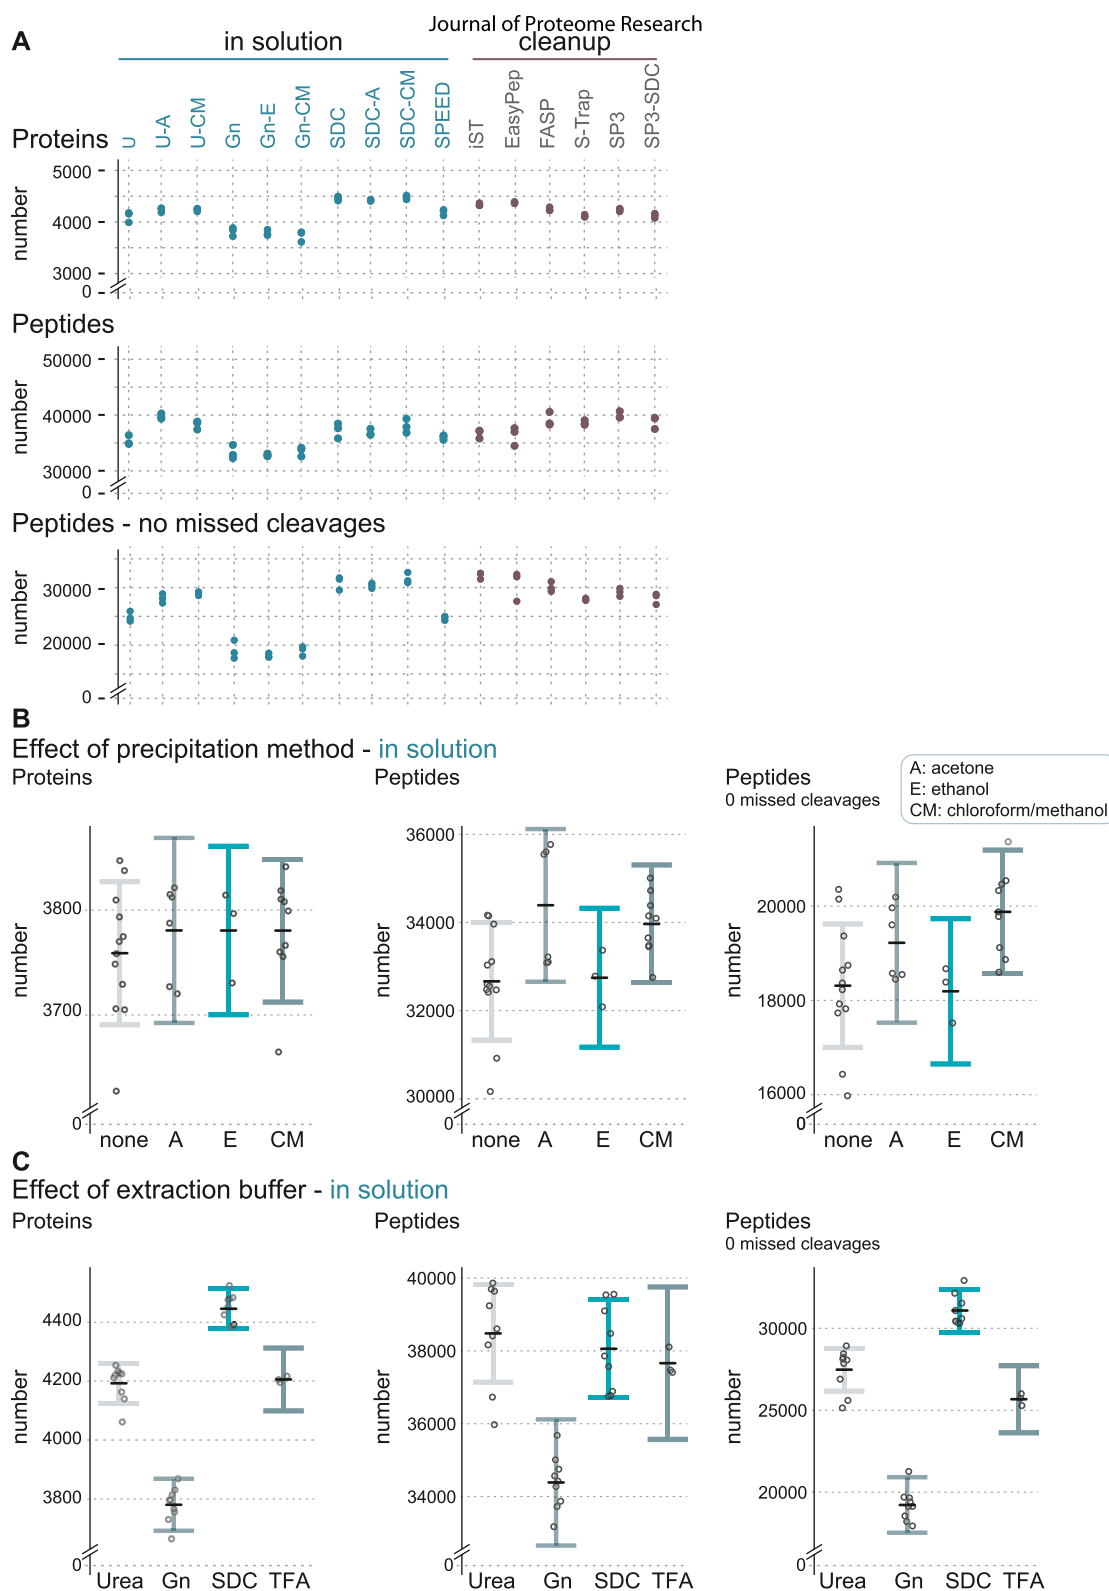 Journal of Proteome Research
A
in solution
cleanup
U
U-A
U-CM
Gn
Gn-E
Gn-CM
SDC
SDC-A
SDC-CM
SPEED
iST
EasyPep
FASP
S-Trap
SP3
SP3-SDC
Proteins
number
5000
4000
3000
0
Peptides
number
50000
40000
30000
0
Peptides - no missed cleavages
number
30000
20000
0
B
Effect of precipitation method - in solution
A: acetone
E: ethanol
CM: chloroform/methanol
Proteins
number
3800
3700
0
none A E CM
Peptides
number
36000
34000
32000
30000
0
none A E CM
Peptides
0 missed cleavages
number
20000
18000
16000
0
none A E CM
C
Effect of extraction buffer - in solution
Proteins
number
4400
4200
4000
3800
0
Urea Gn SDC TFA
Peptides
number
40000
38000
36000
34000
0
Urea Gn SDC TFA
Peptides
0 missed cleavages
number
30000
25000
20000
0
Urea Gn SDC TFA